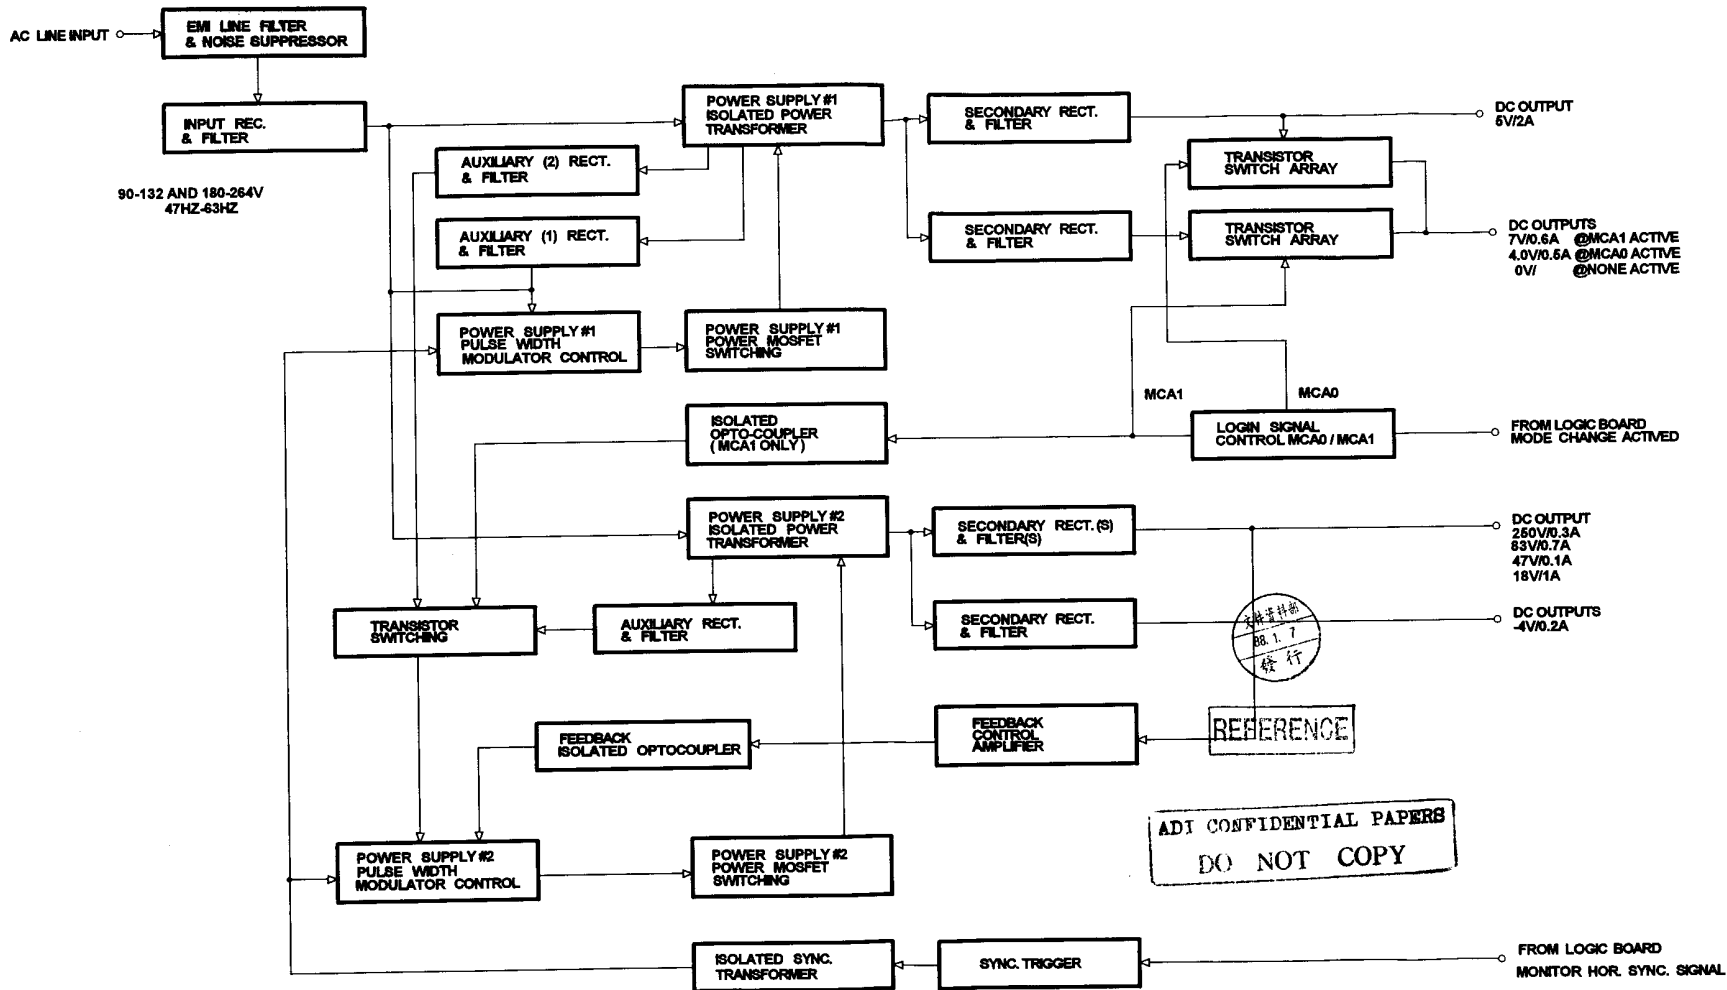 AC LINE INPUT
EMI LINE FILTER
& NOISE SUPPRESSOR
INPUT REC.
& FILTER
90-132 AND 180-264V
47HZ-63HZ
POWER SUPPLY #1
ISOLATED POWER
TRANSFORMER
SECONDARY RECT.
& FILTER
DC OUTPUT
5V/2A
AUXILIARY (2) RECT.
& FILTER
TRANSISTOR
SWITCH ARRAY
AUXILIARY (1) RECT.
& FILTER
SECONDARY RECT.
& FILTER
TRANSISTOR
SWITCH ARRAY
DC OUTPUTS
7V/0.6A @MCA1 ACTIVE
4.0V/0.5A @MCA0 ACTIVE
0V/ @NONE ACTIVE
POWER SUPPLY #1
PULSE WIDTH
MODULATOR CONTROL
POWER SUPPLY #1
POWER MOSFET
SWITCHING
MCA1
MCA0
ISOLATED
OPTO-COUPLER
( MCA1 ONLY )
LOGIN SIGNAL
CONTROL MCA0 / MCA1
FROM LOGIC BOARD
MODE CHANGE ACTIVED
POWER SUPPLY #2
ISOLATED POWER
TRANSFORMER
SECONDARY RECT. (S)
& FILTER(S)
DC OUTPUT
250V/0.3A
83V/0.7A
47V/0.1A
18V/1A
TRANSISTOR
SWITCHING
AUXILIARY RECT.
& FILTER
SECONDARY RECT.
& FILTER
DC OUTPUTS
-4V/0.2A
文件資料部
88. 1. 7
發行
FEEDBACK
ISOLATED OPTOCOUPLER
FEEDBACK
CONTROL
AMPLIFIER
REFERENCE
ADI CONFIDENTIAL PAPERS
DO NOT COPY
POWER SUPPLY #2
PULSE WIDTH
MODULATOR CONTROL
POWER SUPPLY #2
POWER MOSFET
SWITCHING
ISOLATED SYNC.
TRANSFORMER
SYNC. TRIGGER
FROM LOGIC BOARD
MONITOR HOR. SYNC. SIGNAL